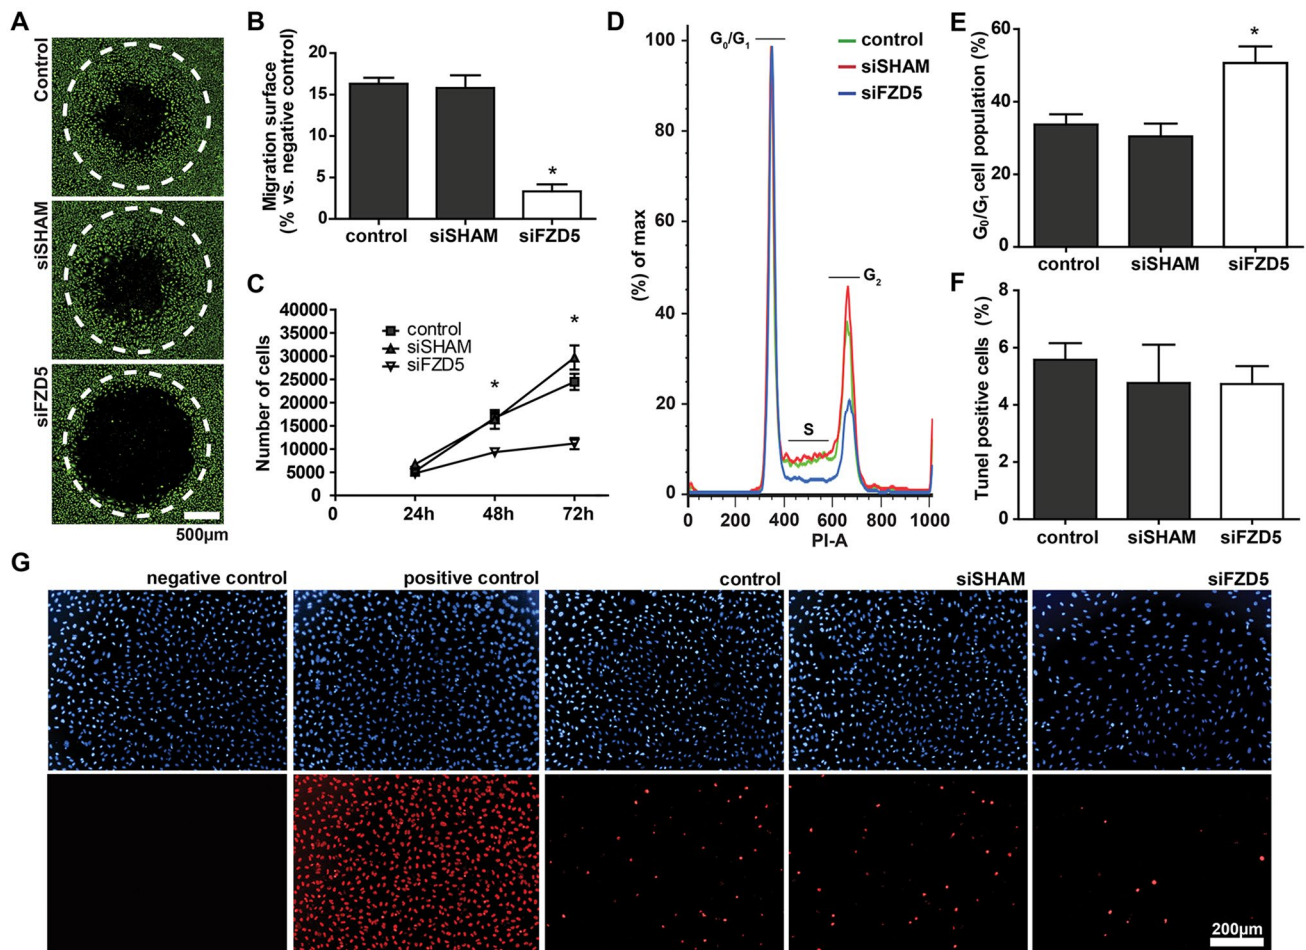 A
Control
siSHAM
siFZD5
500µm
B
Migration surface
(% vs. negative control)
20
15
10
5
0
*
control siSHAM siFZD5
C
Number of cells
40000
35000
30000
25000
20000
15000
10000
5000
0
control
siSHAM
siFZD5
*
*
0 24h 48h 72h
D
(%) of max
100
80
60
40
20
0
G0/G1
control
siSHAM
siFZD5
G2
S
0 200 400 600 800 1000
PI-A
E
G0/G1 cell population (%)
60
40
20
0
*
control siSHAM siFZD5
F
Tunel positive cells (%)
8
6
4
2
0
control siSHAM siFZD5
G
negative control positive control control siSHAM siFZD5
200µm